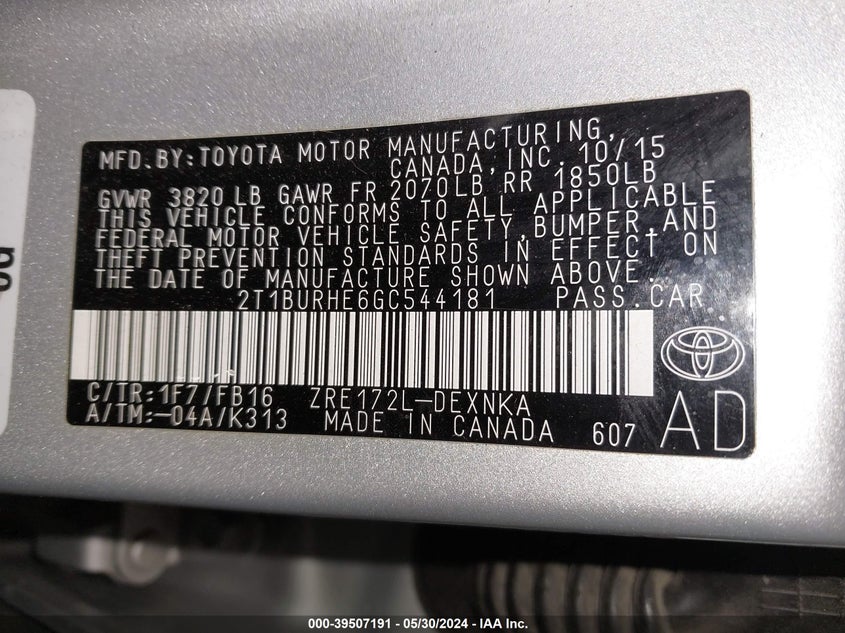 MFD.BY:TOYOTA MOTOR MANUFACTURING,
CANADA,INC. 10/15
GVWR 3820 LB GAWR FR 2070LB RR 1850LB
THIS VEHICLE CONFORMS TO ALL APPLICABLE
FEDERAL MOTOR VEHICLE SAFETY,BUMPER,AND
THEFT PREVENTION STANDARDS IN EFFECT ON
THE DATE OF MANUFACTURE SHOWN ABOVE...
2T1BURHE6GC544181 PASS.CAR
C/TR:1F7/FB16 ZRE172L-DEXNKA
A/TM:-04A/K313 MADE IN CANADA 607
AD
000-39507191 - 05/30/2024 - IAA Inc.